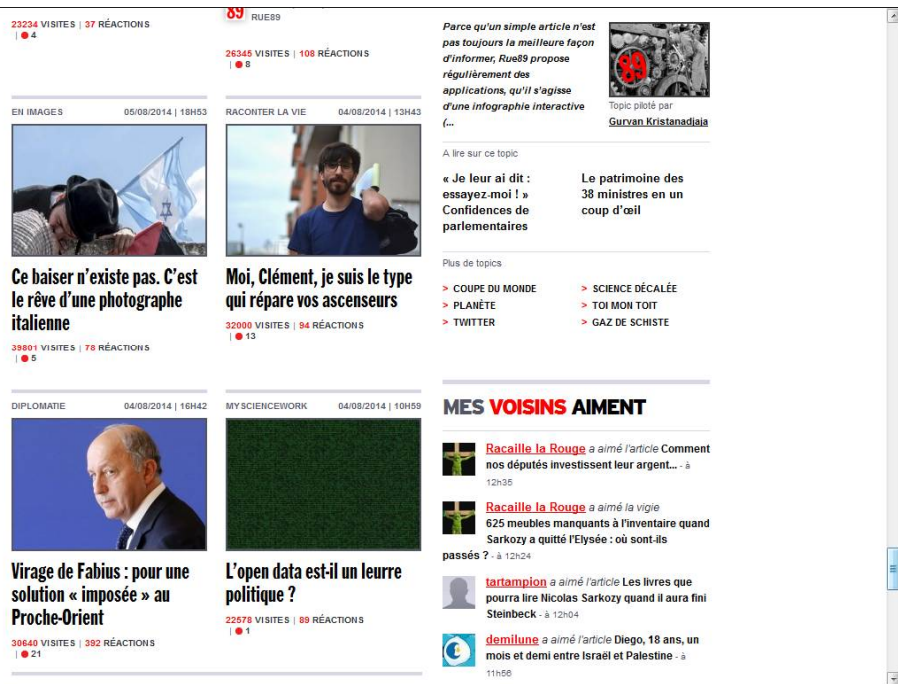 23234 VISITES | 37 RÉACTIONS
| 4
89
RUE89
26345 VISITES | 108 RÉACTIONS
| 8
EN IMAGES 05/08/2014 | 18H53
Ce baiser n'existe pas. C'est
le rêve d'une photographe
italienne
39801 VISITES | 78 RÉACTIONS
| 5
RACONTER LA VIE 04/08/2014 | 13H43
Moi, Clément, je suis le type
qui répare vos ascenseurs
32000 VISITES | 94 RÉACTIONS
| 13
DIPLOMATIE 04/08/2014 | 16H42
Virage de Fabius : pour une
solution « imposée » au
Proche-Orient
30640 VISITES | 392 RÉACTIONS
| 21
MYSCIENCEWORK 04/08/2014 | 10H59
L'open data est-il un leurre
politique ?
22578 VISITES | 89 RÉACTIONS
| 1
Parce qu'un simple article n'est
pas toujours la meilleure façon
d'informer, Rue89 propose
régulièrement des
applications, qu'il s'agisse
d'une infographie interactive
(...
89
Topic piloté par
Gurvan Kristanadjaja
A lire sur ce topic
« Je leur ai dit :
essayez-moi ! »
Confidences de
parlementaires
Le patrimoine des
38 ministres en un
coup d'œil
Plus de topics
> COUPE DU MONDE
> PLANÈTE
> TWITTER
> SCIENCE DÉCALÉE
> TOI MON TOIT
> GAZ DE SCHISTE
MES VOISINS AIMENT
Racaille la Rouge a aimé l'article Comment
nos députés investissent leur argent... - à
12h35
Racaille la Rouge a aimé la vigie
625 meubles manquants à l'inventaire quand
Sarkozy a quitté l'Elysée : où sont-ils
passés ? - à 12h24
tartampion a aimé l'article Les livres que
pourra lire Nicolas Sarkozy quand il aura fini
Steinbeck - à 12h04
demilune a aimé l'article Diego, 18 ans, un
mois et demi entre Israël et Palestine - à
11h56